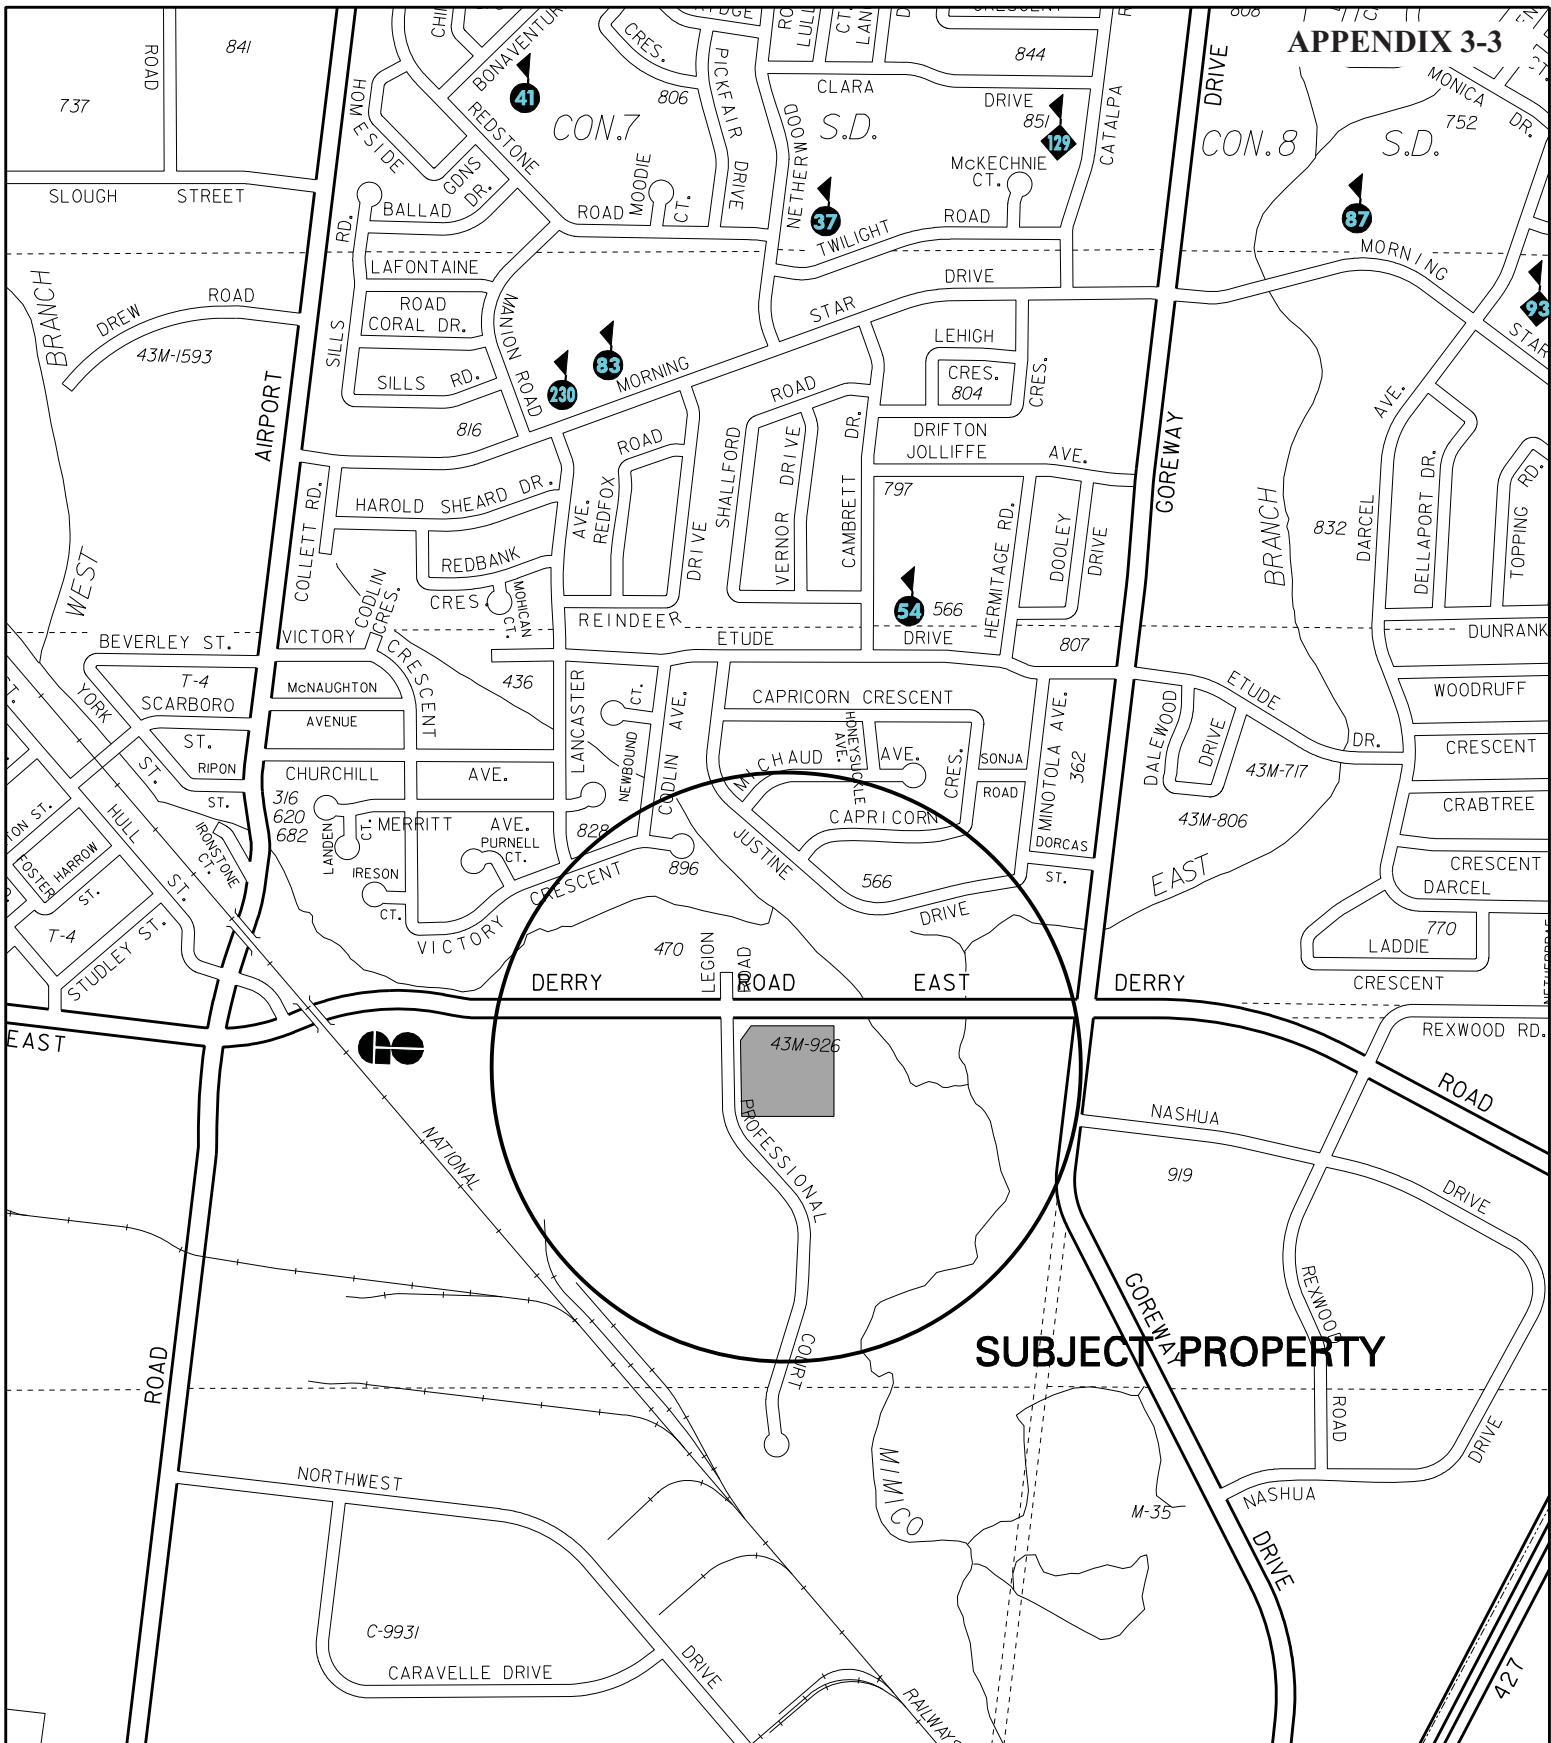 APPENDIX 3-3
ROAD
841
737
SLOUGH STREET
HOMESIDE
BONAVENTURE
CRES.
PICKFAIR DRIVE
806
41
CON.7
REDSTONE ROAD
GDNS
DR.
BALLAD
MOODIE CT.
NETHERWOOD
CLARA DRIVE
844
851
S.D.
129
McKECHNIE
CT.
CATALPA
DRIVE
CON.8
S.D.
MONICA DR.
752
37
TWILIGHT ROAD
87
93
RD.
LAFONTAINE
ROAD
CORAL DR.
SILLS
SILLS RD.
MANION ROAD
BRANCH
DREW ROAD
43M-1593
AIRPORT
83
230
MORNING STAR DRIVE
MORNING
STAR
816
LEHIGH
CRES.
804
CRES.
DRIFTON
JOLLIFFE AVE.
797
GOREWAY
AVE.
DARCEL
DELLAPORT DR.
TOPPING RD.
832
BRANCH
COLLETT RD.
HAROLD SHEARD DR.
REDBANK
CRES.
MOHICAN
CT.
AVE.
REDFOX
ROAD
DRIVE
SHALLFORD
ROAD
VERNOR DRIVE
CAMBRETT
DR.
HERMITAGE RD.
DOOLEY
DRIVE
54
566
WEST
CODLIN
CRES.
VICTORY
CRESCENT
REINDEER
ETUDE DRIVE
807
DUNRANK
BEVERLEY ST.
T-4
SCARBORO
ST.
YORK
ST.
RIPON
ST.
McNAUGHTON
AVENUE
436
LANCASTER
CT.
NEWBOUND
CODLIN AVE.
CAPRICORN CRESCENT
HONEYSUCKLE
AVE.
MICHAUD AVE.
CRES.
SONJA
ROAD
MINOTOLA AVE.
362
DALEWOOD
DRIVE
ETUDE
DR.
43M-717
43M-806
WOODRUFF
CRESCENT
CRABTREE
CRESCENT
DARCEL
770
LADDIE
CRESCENT
CHURCHILL AVE.
316
620
682
LANDEN
CT.
MERRITT AVE.
PURNELL
CT.
828
IRESON
CT.
VICTORY CRESCENT
896
JUSTINE
DRIVE
CAPRICORN
566
DORCAS
ST.
EAST
HULL
ST.
IRONSTONE
CT.
HARROW
ST.
FOSTER
T-4
STUDLEY ST.
470
LEGION
ROAD
DERRY ROAD EAST
DERRY
REXWOOD RD.
EAST
GO
43M-926
PROFESSIONAL
COURT
ROAD
NASHUA
DRIVE
919
NATIONAL
GOREWAY
REXWOOD
ROAD
SUBJECT PROPERTY
ROAD
DRIVE
NASHUA
MIMICO
M-35
NORTHWEST
DRIVE
DRIVE
C-9931
CARAVELLE DRIVE
RAILWAYS
427